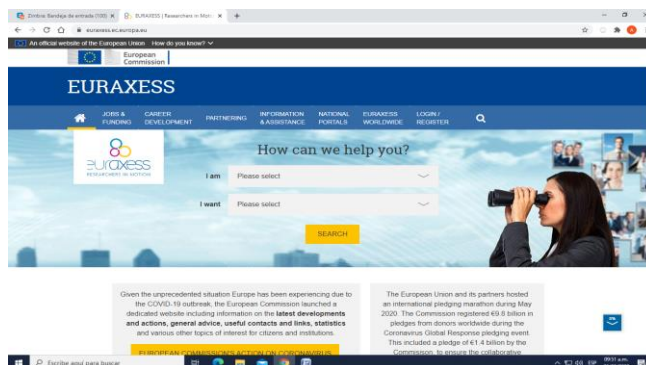 Zimbra: Bandeja de entrada (100)
EURAXESS | Researchers in Motio
euraxess.ec.europa.eu
An official website of the European Union How do you know?
European
Commission
EURAXESS
JOBS &
FUNDING
CAREER
DEVELOPMENT
PARTNERING
INFORMATION
& ASSISTANCE
NATIONAL
PORTALS
EURAXESS
WORLDWIDE
LOGIN /
REGISTER
euraxess
RESEARCHERS IN MOTION
How can we help you?
I am Please select
I want Please select
SEARCH
Given the unprecedented situation Europe has been experiencing due to
the COVID-19 outbreak, the European Commission launched a
dedicated website including information on the latest developments
and actions, general advice, useful contacts and links, statistics
and various other topics of interest for citizens and institutions.
EUROPEAN COMMISSION'S ACTION ON CORONAVIRUS
The European Union and its partners hosted
an international pledging marathon during May
2020. The Commission registered €9.8 billion in
pledges from donors worldwide during the
Coronavirus Global Response pledging event.
This included a pledge of €1.4 billion by the
Commission, to ensure the collaborative
Escribe aquí para buscar
ESP
09:51 a.m.